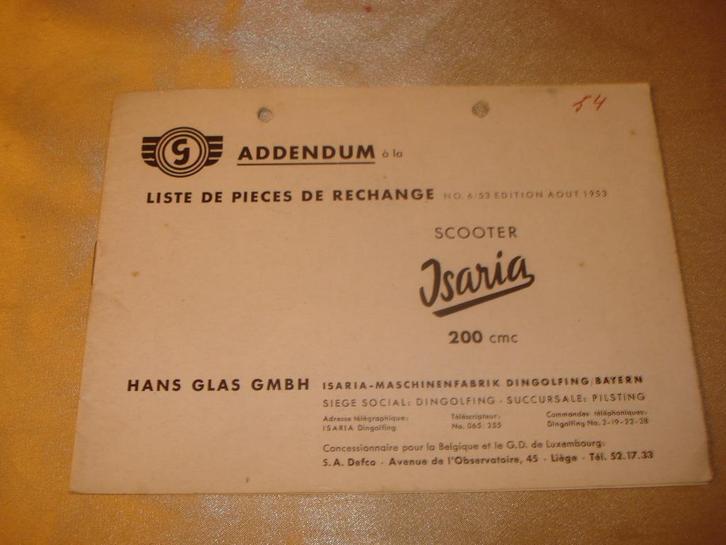 54
G
ADDENDUM à la
LISTE DE PIECES DE RECHANGE NO. 6/53 EDITION AOUT 1953
SCOOTER
Isaria
200 cmc
HANS GLAS GMBH ISARIA-MASCHINENFABRIK DINGOLFING/BAYERN
SIEGE SOCIAL: DINGOLFING - SUCCURSALE: PILSTING
Adresse télégraphique: Téléscripteur: Commandes téléphoniques:
ISARIA Dingolfing No. 065/255 Dingolfing No. 2-19-22-28
Concessionnaire pour la Belgique et le G.D. de Luxembourg:
S.A. Defco - Avenue de l'Observatoire, 45 - Liège - Tél. 52.17.33